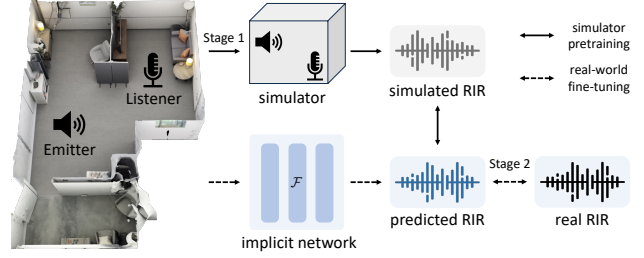 Stage 1
Listener
Emitter
simulator
simulated RIR
simulator
pretraining
real-world
fine-tuning
F
implicit network
predicted RIR
Stage 2
real RIR